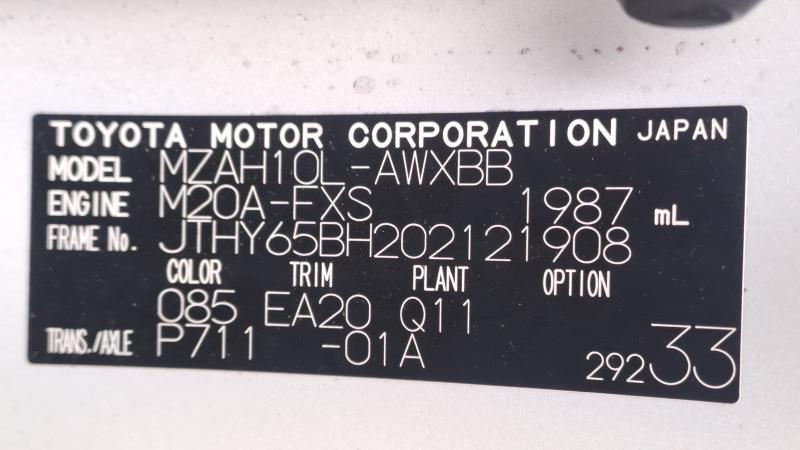 TOYOTA MOTOR CORPORATION JAPAN
MODEL MZAH10L-AWXBB
ENGINE M20A-FXS 1987 mL
FRAME No. JTHY65BH202121908
COLOR TRIM PLANT OPTION
085 EA20 Q11
TRANS./AXLE P711 -01A
29233